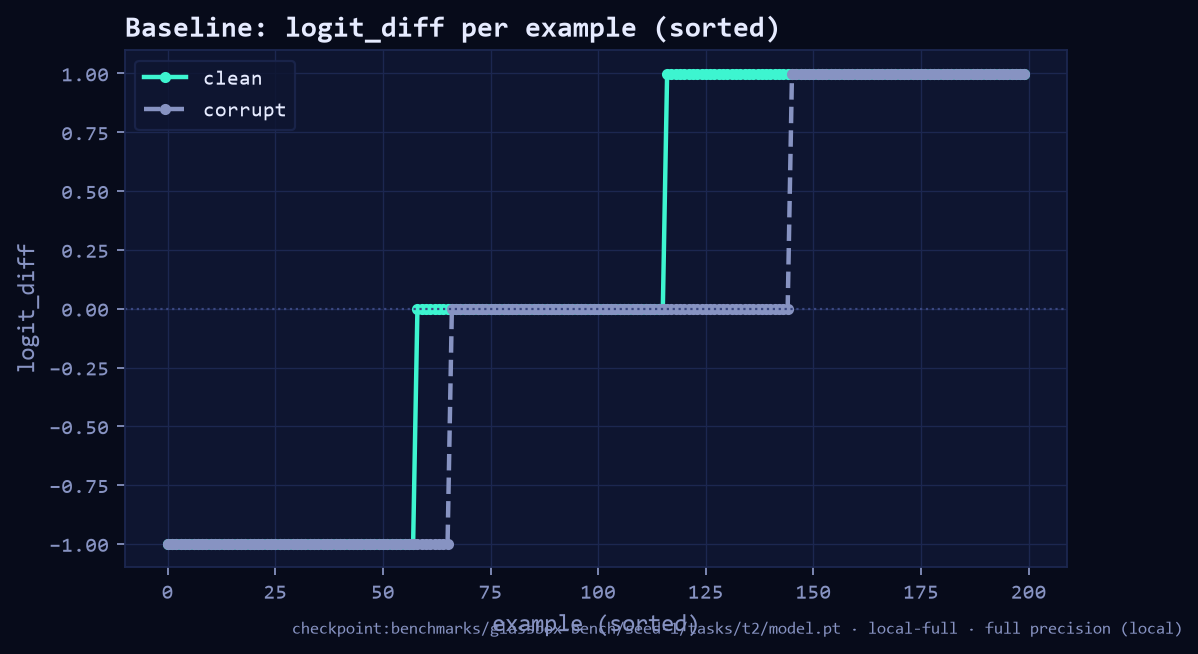 Baseline: logit_diff per example (sorted)
clean
corrupt
1.00
0.75
0.50
0.25
0.00
−0.25
−0.50
−0.75
−1.00
logit_diff
0 25 50 75 100 125 150 175 200
example (sorted)
checkpoint:benchmarks/glassbox-bench/seed-1/tasks/t2/model.pt · local-full · full precision (local)